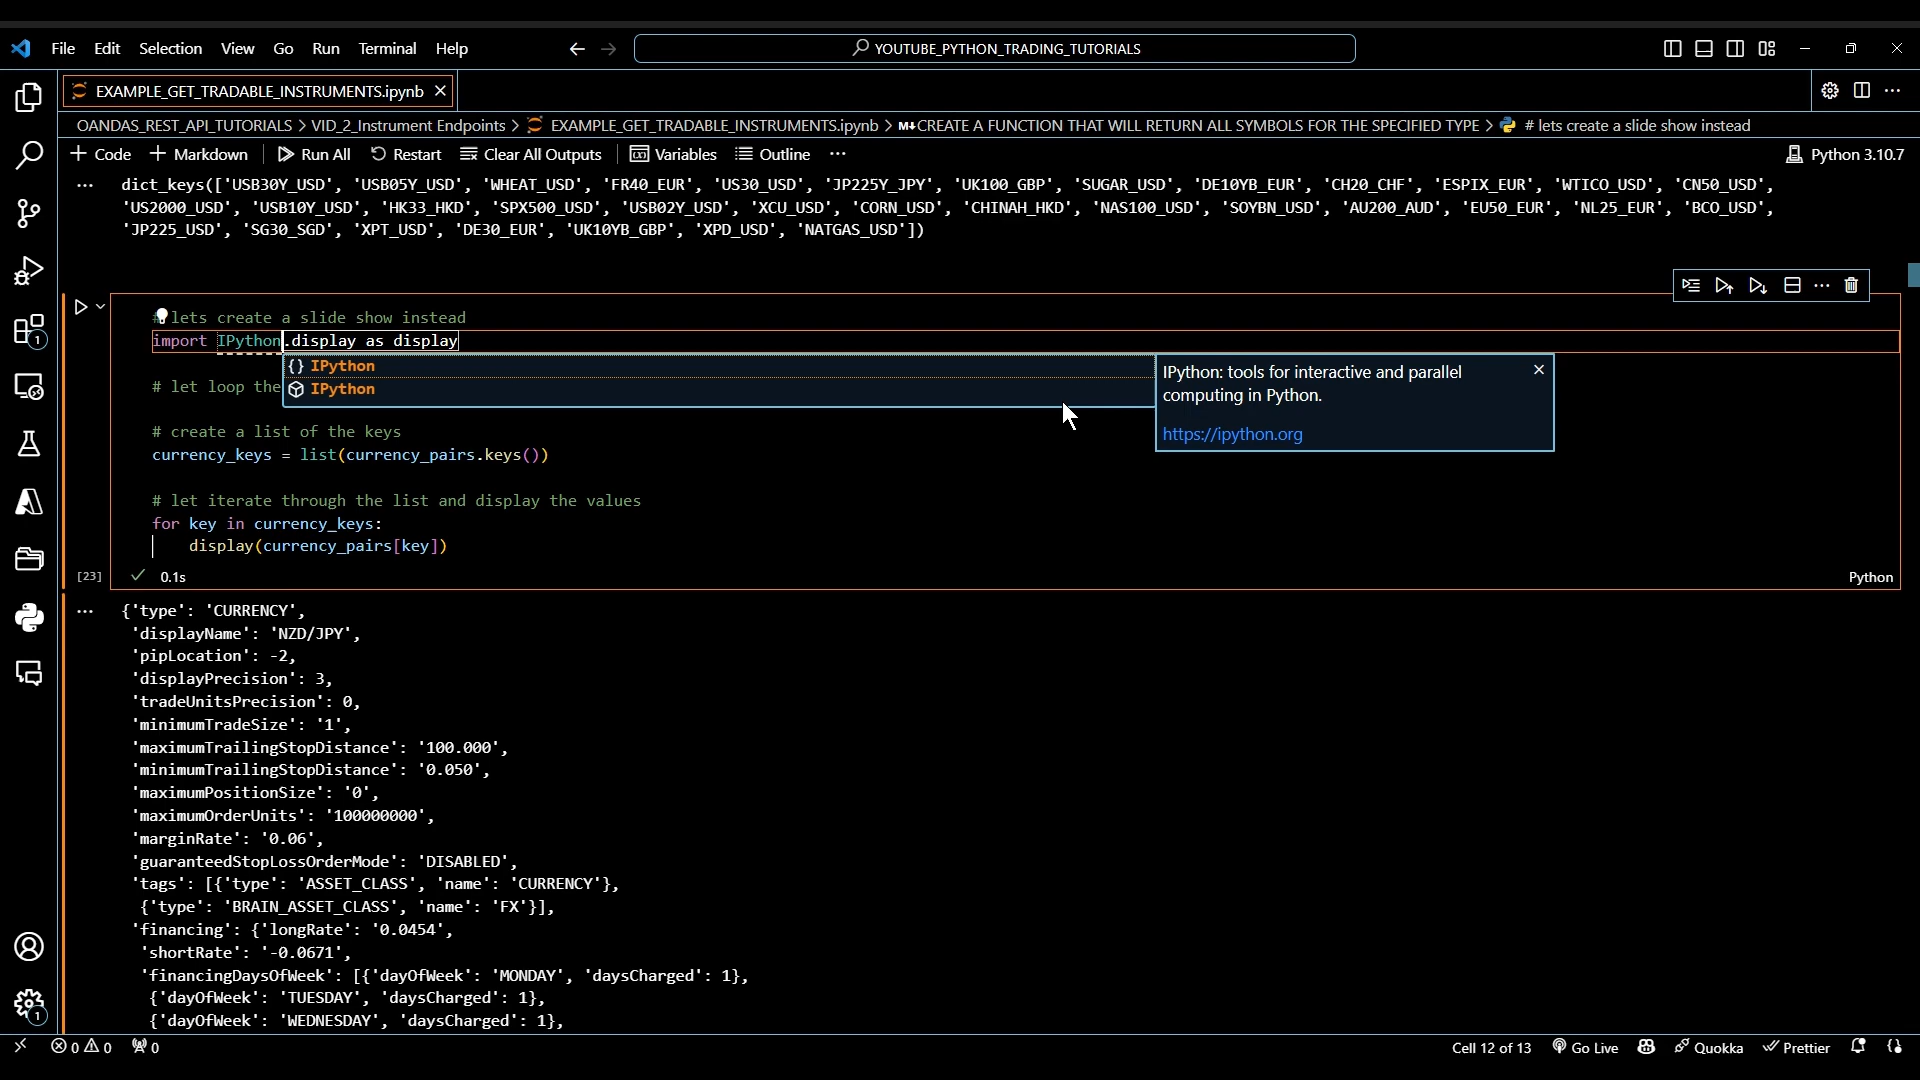 File Edit Selection View Go Run Terminal Help
YOUTUBE_PYTHON_TRADING_TUTORIALS
EXAMPLE_GET_TRADABLE_INSTRUMENTS.ipynb
OANDAS_REST_API_TUTORIALS > VID_2_Instrument Endpoints > EXAMPLE_GET_TRADABLE_INSTRUMENTS.ipynb > M↓CREATE A FUNCTION THAT WILL RETURN ALL SYMBOLS FOR THE SPECIFIED TYPE > # lets create a slide show instead
+ Code + Markdown Run All Restart Clear All Outputs Variables Outline ··· Python 3.10.7
dict_keys(['USB30Y_USD', 'USB05Y_USD', 'WHEAT_USD', 'FR40_EUR', 'US30_USD', 'JP225Y_JPY', 'UK100_GBP', 'SUGAR_USD', 'DE10YB_EUR', 'CH20_CHF', 'ESPIX_EUR', 'WTICO_USD', 'CN50_USD',
'US2000_USD', 'USB10Y_USD', 'HK33_HKD', 'SPX500_USD', 'USB02Y_USD', 'XCU_USD', 'CORN_USD', 'CHINAH_HKD', 'NAS100_USD', 'SOYBN_USD', 'AU200_AUD', 'EU50_EUR', 'NL25_EUR', 'BCO_USD',
'JP225_USD', 'SG30_SGD', 'XPT_USD', 'DE30_EUR', 'UK10YB_GBP', 'XPD_USD', 'NATGAS_USD'])
lets create a slide show instead
import IPython.display as display
IPython
IPython
IPython: tools for interactive and parallel
computing in Python.
https://ipython.org
# let loop the
# create a list of the keys
currency_keys = list(currency_pairs.keys())
# let iterate through the list and display the values
for key in currency_keys:
display(currency_pairs[key])
[23] 0.1s Python
{'type': 'CURRENCY',
'displayName': 'NZD/JPY',
'pipLocation': -2,
'displayPrecision': 3,
'tradeUnitsPrecision': 0,
'minimumTradeSize': '1',
'maximumTrailingStopDistance': '100.000',
'minimumTrailingStopDistance': '0.050',
'maximumPositionSize': '0',
'maximumOrderUnits': '100000000',
'marginRate': '0.06',
'guaranteedStopLossOrderMode': 'DISABLED',
'tags': [{'type': 'ASSET_CLASS', 'name': 'CURRENCY'},
{'type': 'BRAIN_ASSET_CLASS', 'name': 'FX'}],
'financing': {'longRate': '0.0454',
'shortRate': '-0.0671',
'financingDaysOfWeek': [{'dayOfWeek': 'MONDAY', 'daysCharged': 1},
{'dayOfWeek': 'TUESDAY', 'daysCharged': 1},
{'dayOfWeek': 'WEDNESDAY', 'daysCharged': 1},
1
1
0 0 0 Cell 12 of 13 Go Live Quokka Prettier